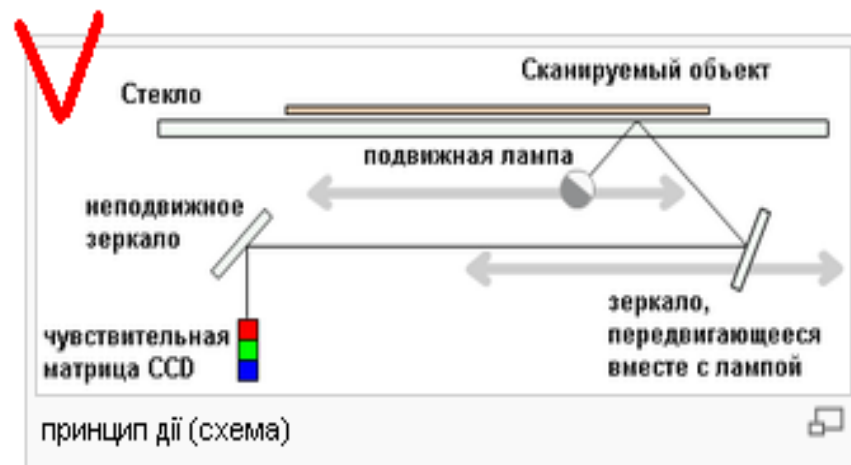 Сканируемый объект
Стекло
подвижная лампа
неподвижное
зеркало
зеркало,
передвигающееся
вместе с лампой
чувствительная
матрица CCD
принцип дії (схема)